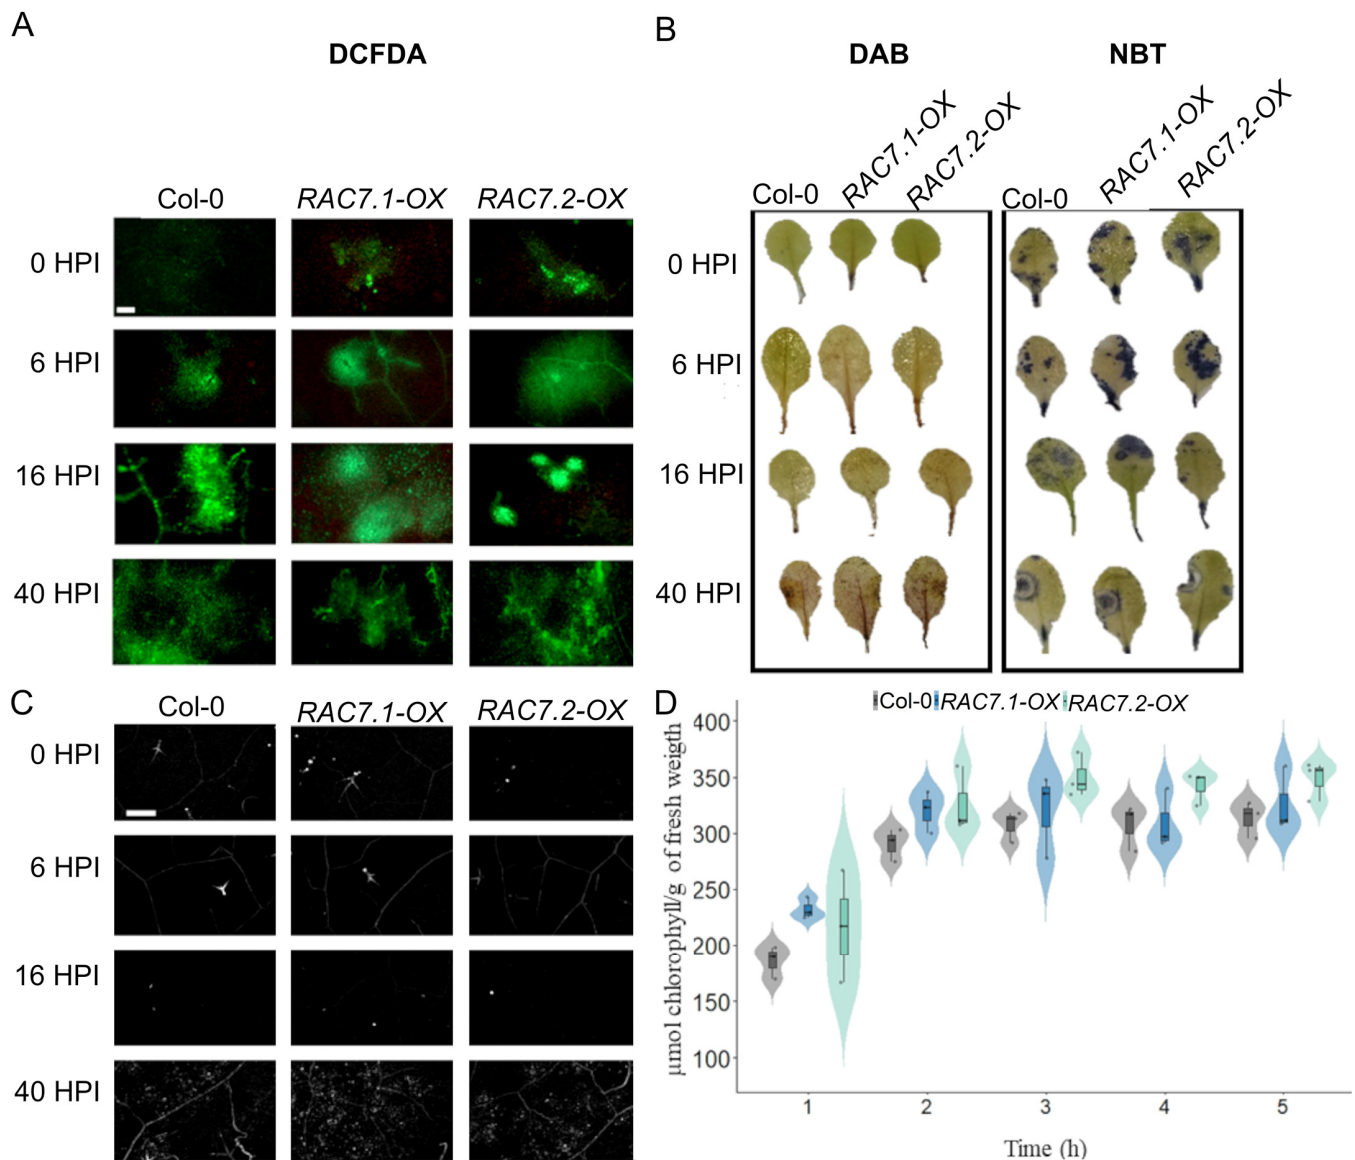 A
DCFDA
Col-0 RAC7.1-OX RAC7.2-OX
0 HPI
6 HPI
16 HPI
40 HPI
B
DAB NBT
Col-0 RAC7.1-OX RAC7.2-OX Col-0 RAC7.1-OX RAC7.2-OX
0 HPI
6 HPI
16 HPI
40 HPI
C
Col-0 RAC7.1-OX RAC7.2-OX
0 HPI
6 HPI
16 HPI
40 HPI
D
Col-0 RAC7.1-OX RAC7.2-OX
µmol chlorophyll/g of fresh weigth
400
350
300
250
200
150
100
1 2 3 4 5
Time (h)